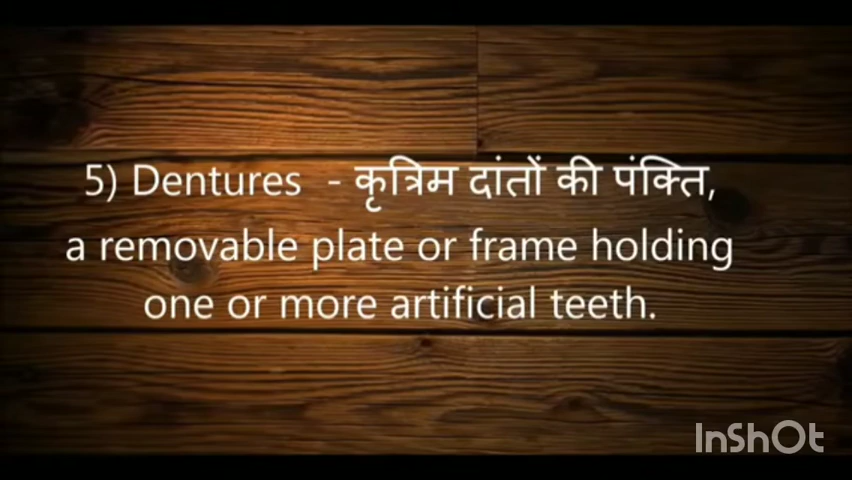 5) Dentures - कृत्रिम दांतों की पंक्ति,
a removable plate or frame holding
one or more artificial teeth.
InShOt